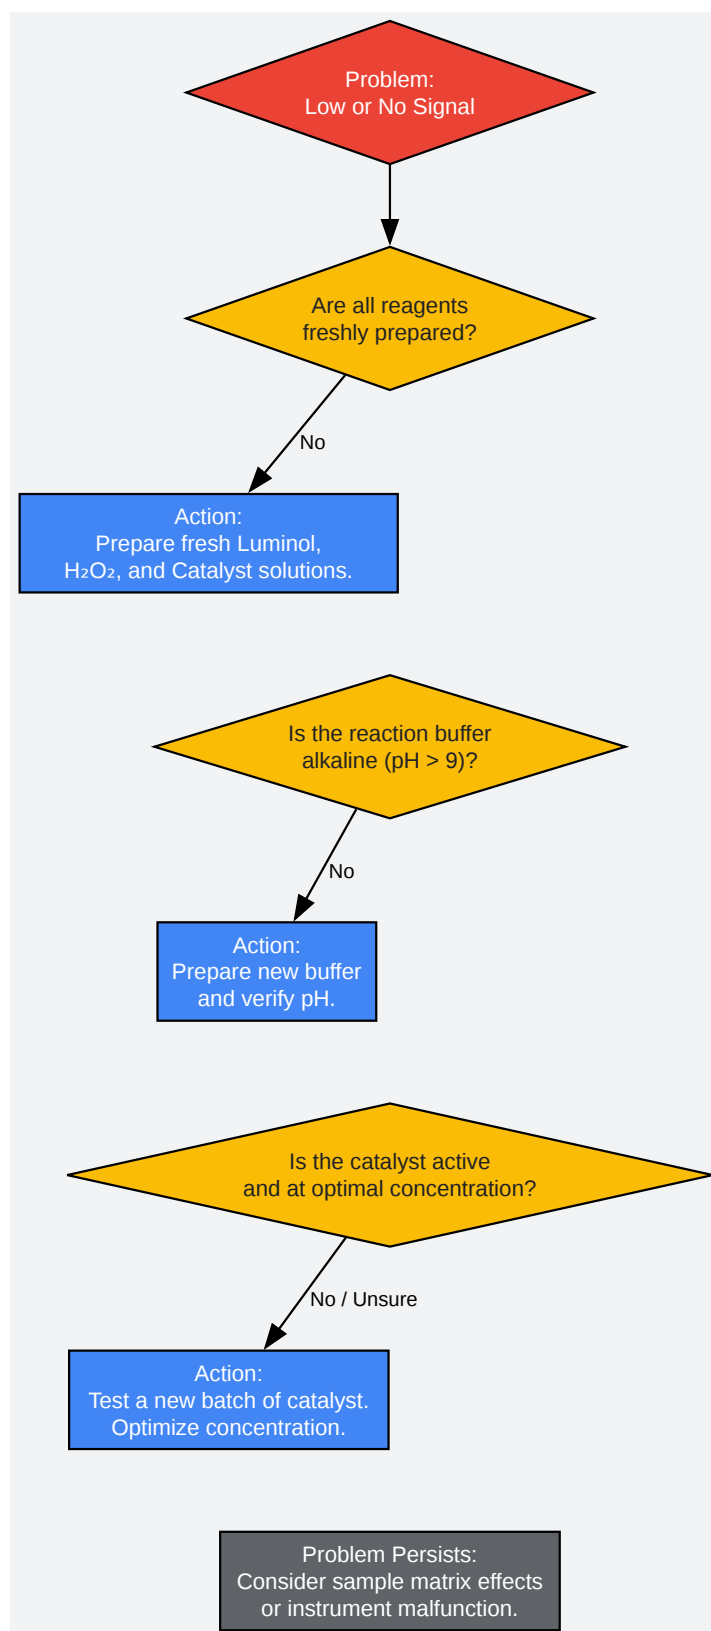 Problem:
Low or No Signal
Are all reagents
freshly prepared?
No
Action:
Prepare fresh Luminol,
H₂O₂, and Catalyst solutions.
Is the reaction buffer
alkaline (pH > 9)?
No
Action:
Prepare new buffer
and verify pH.
Is the catalyst active
and at optimal concentration?
No / Unsure
Action:
Test a new batch of catalyst.
Optimize concentration.
Problem Persists:
Consider sample matrix effects
or instrument malfunction.